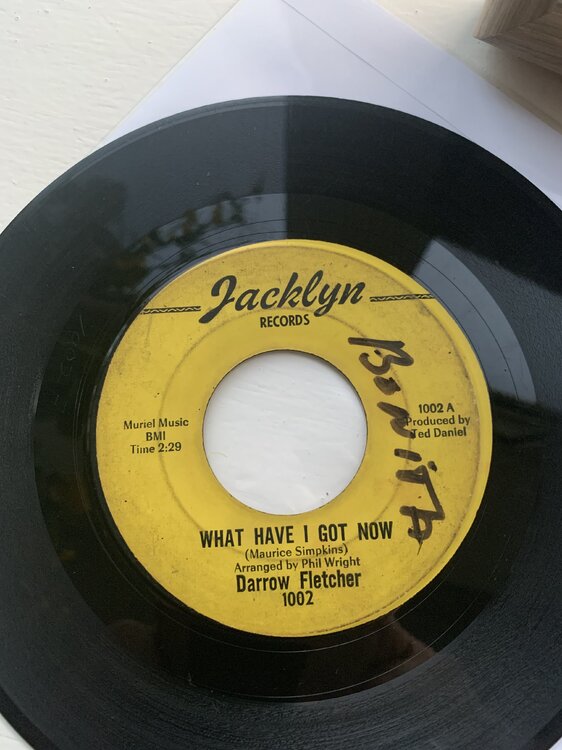 Jacklyn
RECORDS
BoNiTA
Muriel Music
BMI
Time 2:29
1002 A
Produced by
Ted Daniel
WHAT HAVE I GOT NOW
(Maurice Simpkins)
Arranged by Phil Wright
Darrow Fletcher
1002